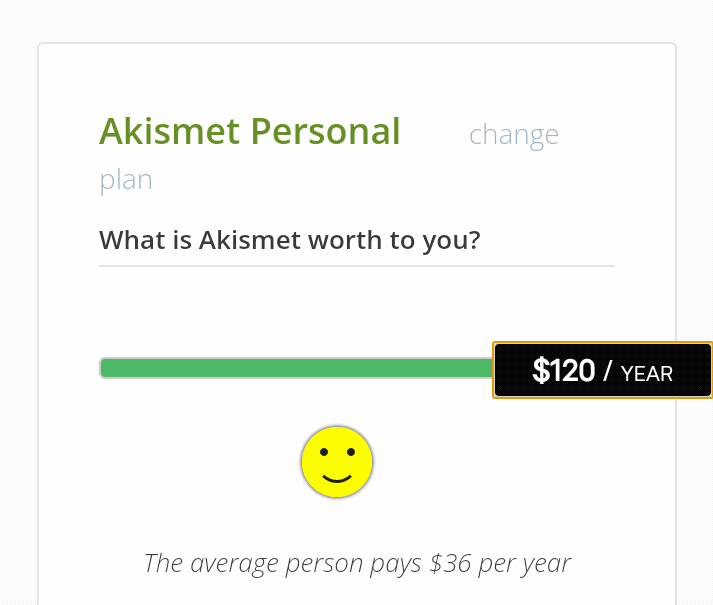 Akismet Personal change
plan
What is Akismet worth to you?
$120 / YEAR
The average person pays $36 per year